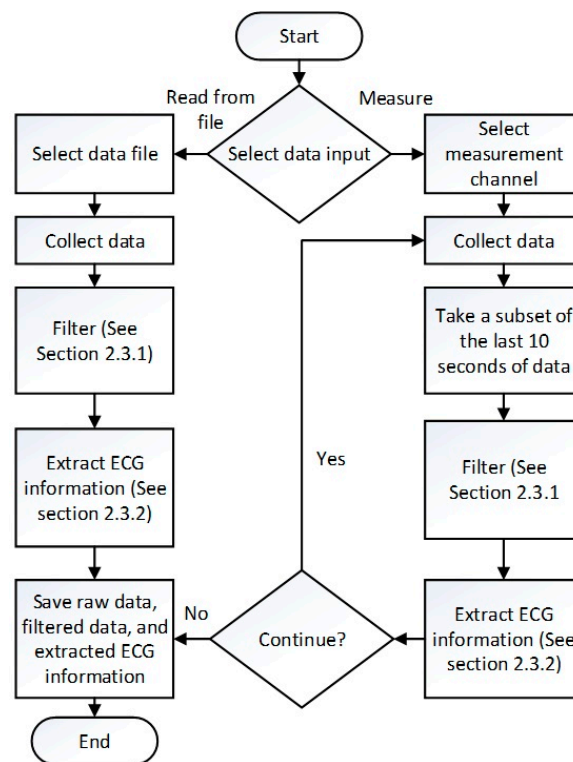 Start
Read from
file
Measure
Select data input
Select data file
Select
measurement
channel
Collect data
Collect data
Filter (See
Section 2.3.1)
Take a subset of
the last 10
seconds of data
Extract ECG
information (See
section 2.3.2)
Yes
Filter (See
Section 2.3.1
Save raw data,
filtered data, and
extracted ECG
information
No
Continue?
Extract ECG
information (See
section 2.3.2)
End